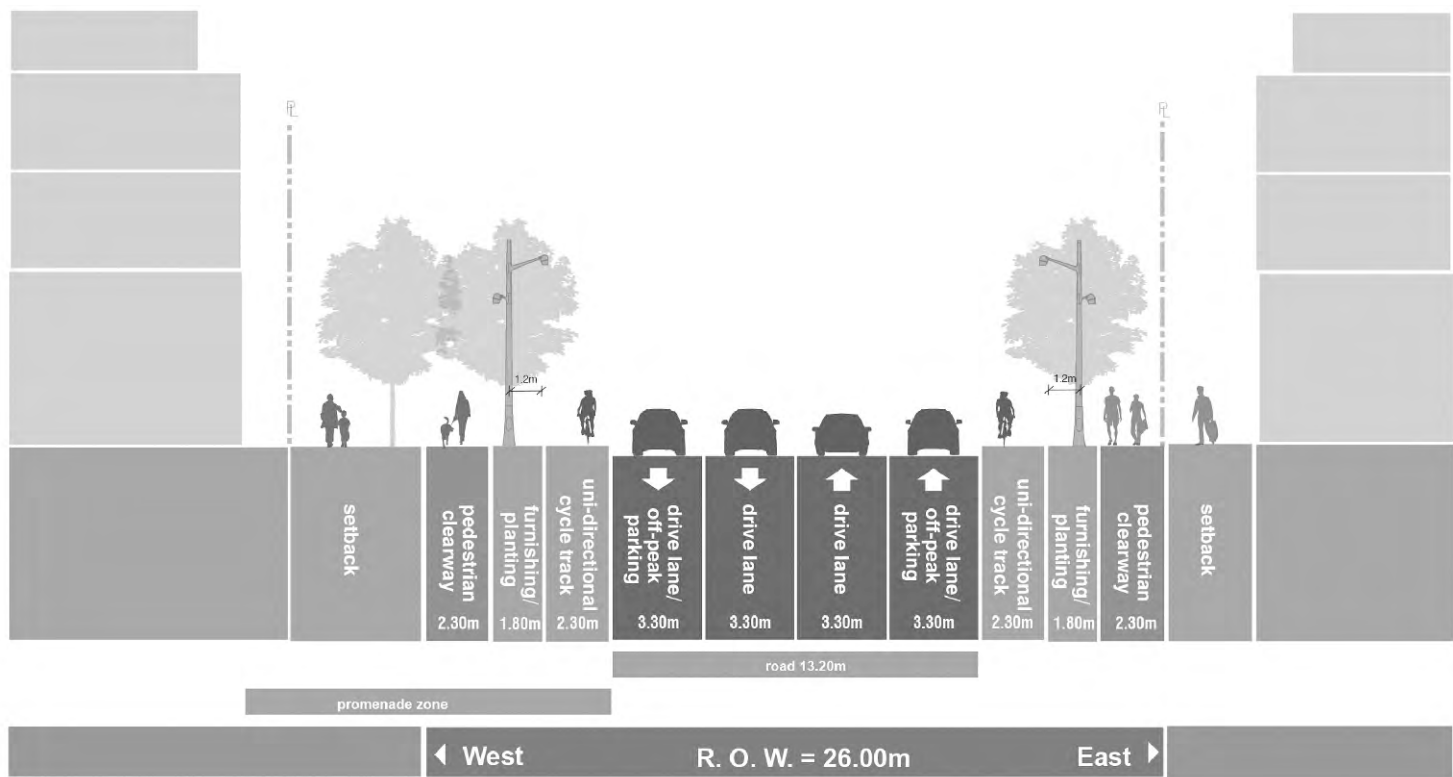 PL
PL
1.2m
1.2m
setback
pedestrian
clearway
2.30m
furnishing/
planting
1.80m
uni-directional
cycle track
2.30m
drive lane/
off-peak
parking
3.30m
drive lane
3.30m
drive lane
3.30m
drive lane/
off-peak
parking
3.30m
uni-directional
cycle track
2.30m
furnishing/
planting
1.80m
pedestrian
clearway
2.30m
setback
road 13.20m
promenade zone
West
R. O. W. = 26.00m
East